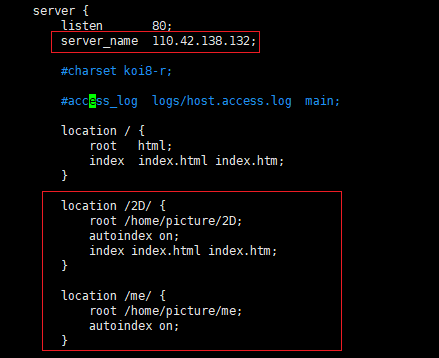 server {
listen 80;
server_name 110.42.138.132;
#charset koi8-r;
#access_log logs/host.access.log main;
location / {
root html;
index index.html index.htm;
}
location /2D/ {
root /home/picture/2D;
autoindex on;
index index.html index.htm;
}
location /me/ {
root /home/picture/me;
autoindex on;
}